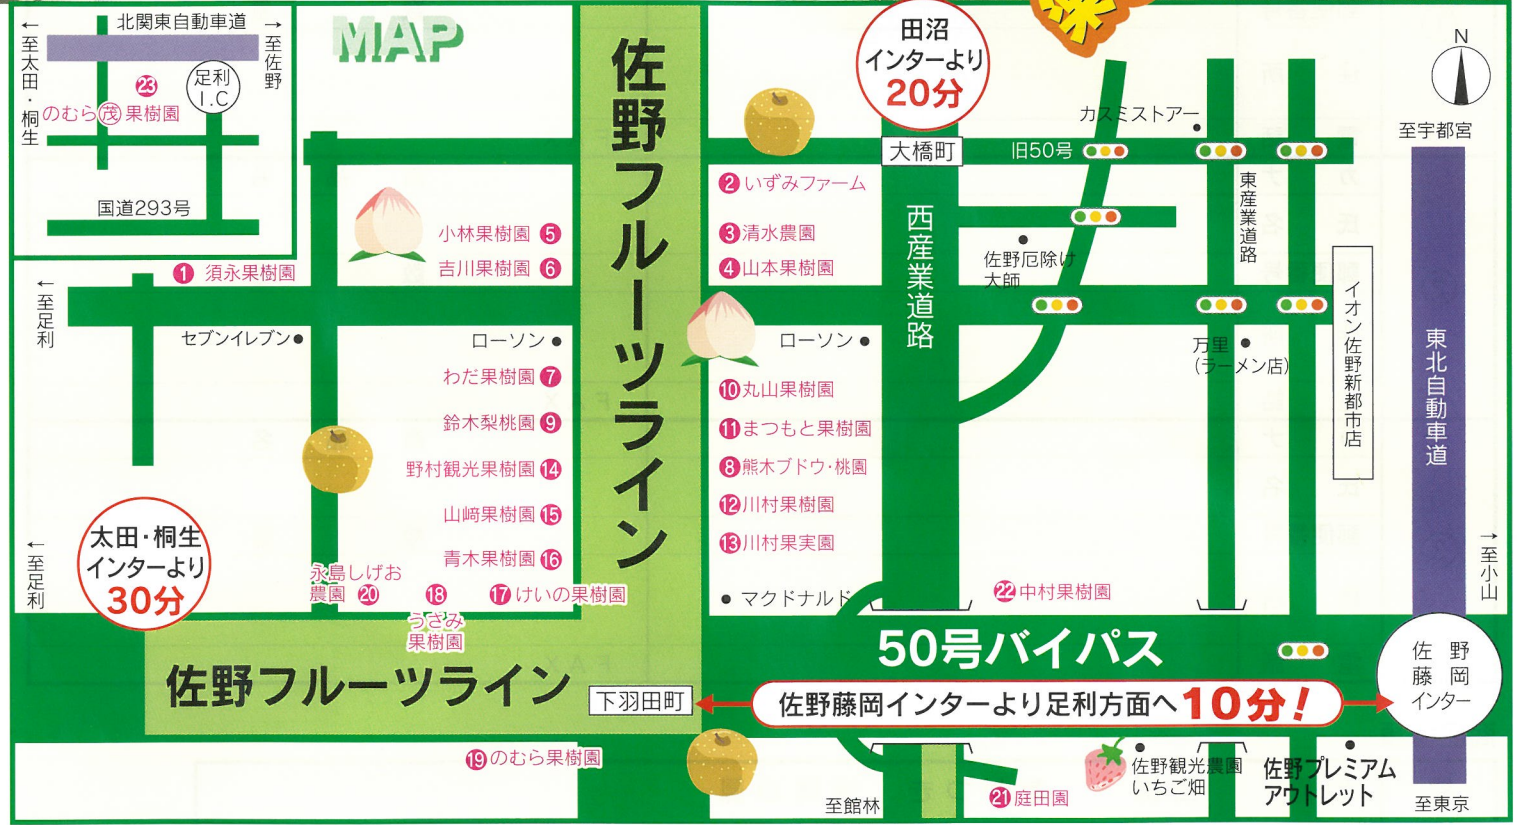 北関東自動車道
←至太田・桐生
→至佐野
足利
I.C
23
のむら茂果樹園
国道293号
MAP
佐野フルーツライン
田沼
インターより
20分
N
カスミストアー
至宇都宮
大橋町
旧50号
東産業道路
2 いずみファーム
3 清水農園
4 山本果樹園
小林果樹園 5
吉川果樹園 6
1 須永果樹園
西産業道路
佐野厄除け
大師
←至足利
セブンイレブン
ローソン
ローソン
万里
(ラーメン店)
イオン佐野新都市店
東北自動車道
わだ果樹園 7
鈴木梨桃園 9
野村観光果樹園 14
山﨑果樹園 15
青木果樹園 16
10 丸山果樹園
11 まつもと果樹園
8 熊木ブドウ・桃園
12 川村果樹園
13 川村果実園
太田・桐生
インターより
30分
←至足利
→至小山
永島しげお
農園 20
18
うさみ
果樹園
17 けいの果樹園
マクドナルド
22 中村果樹園
50号バイパス
佐野
藤岡
インター
佐野フルーツライン
下羽田町
佐野藤岡インターより足利方面へ10分!
19 のむら果樹園
至館林
21 庭田園
佐野観光農園
いちご畑
佐野プレミアム
アウトレット
至東京